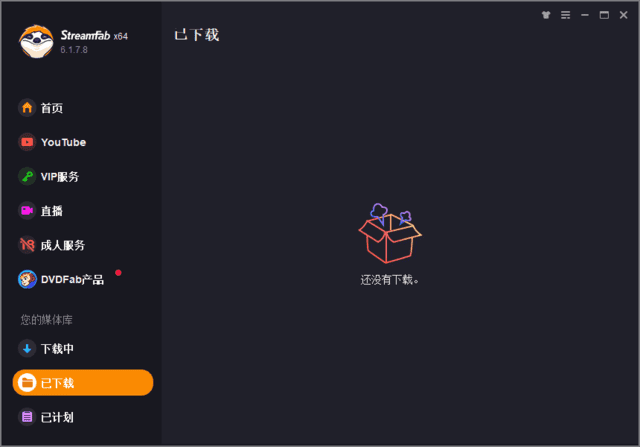 StreamFab x64
6.1.7.8
已下载
首页
YouTube
VIP服务
直播
成人服务
DVDFab产品
您的媒体库
下载中
已下载
已计划
还没有下载。